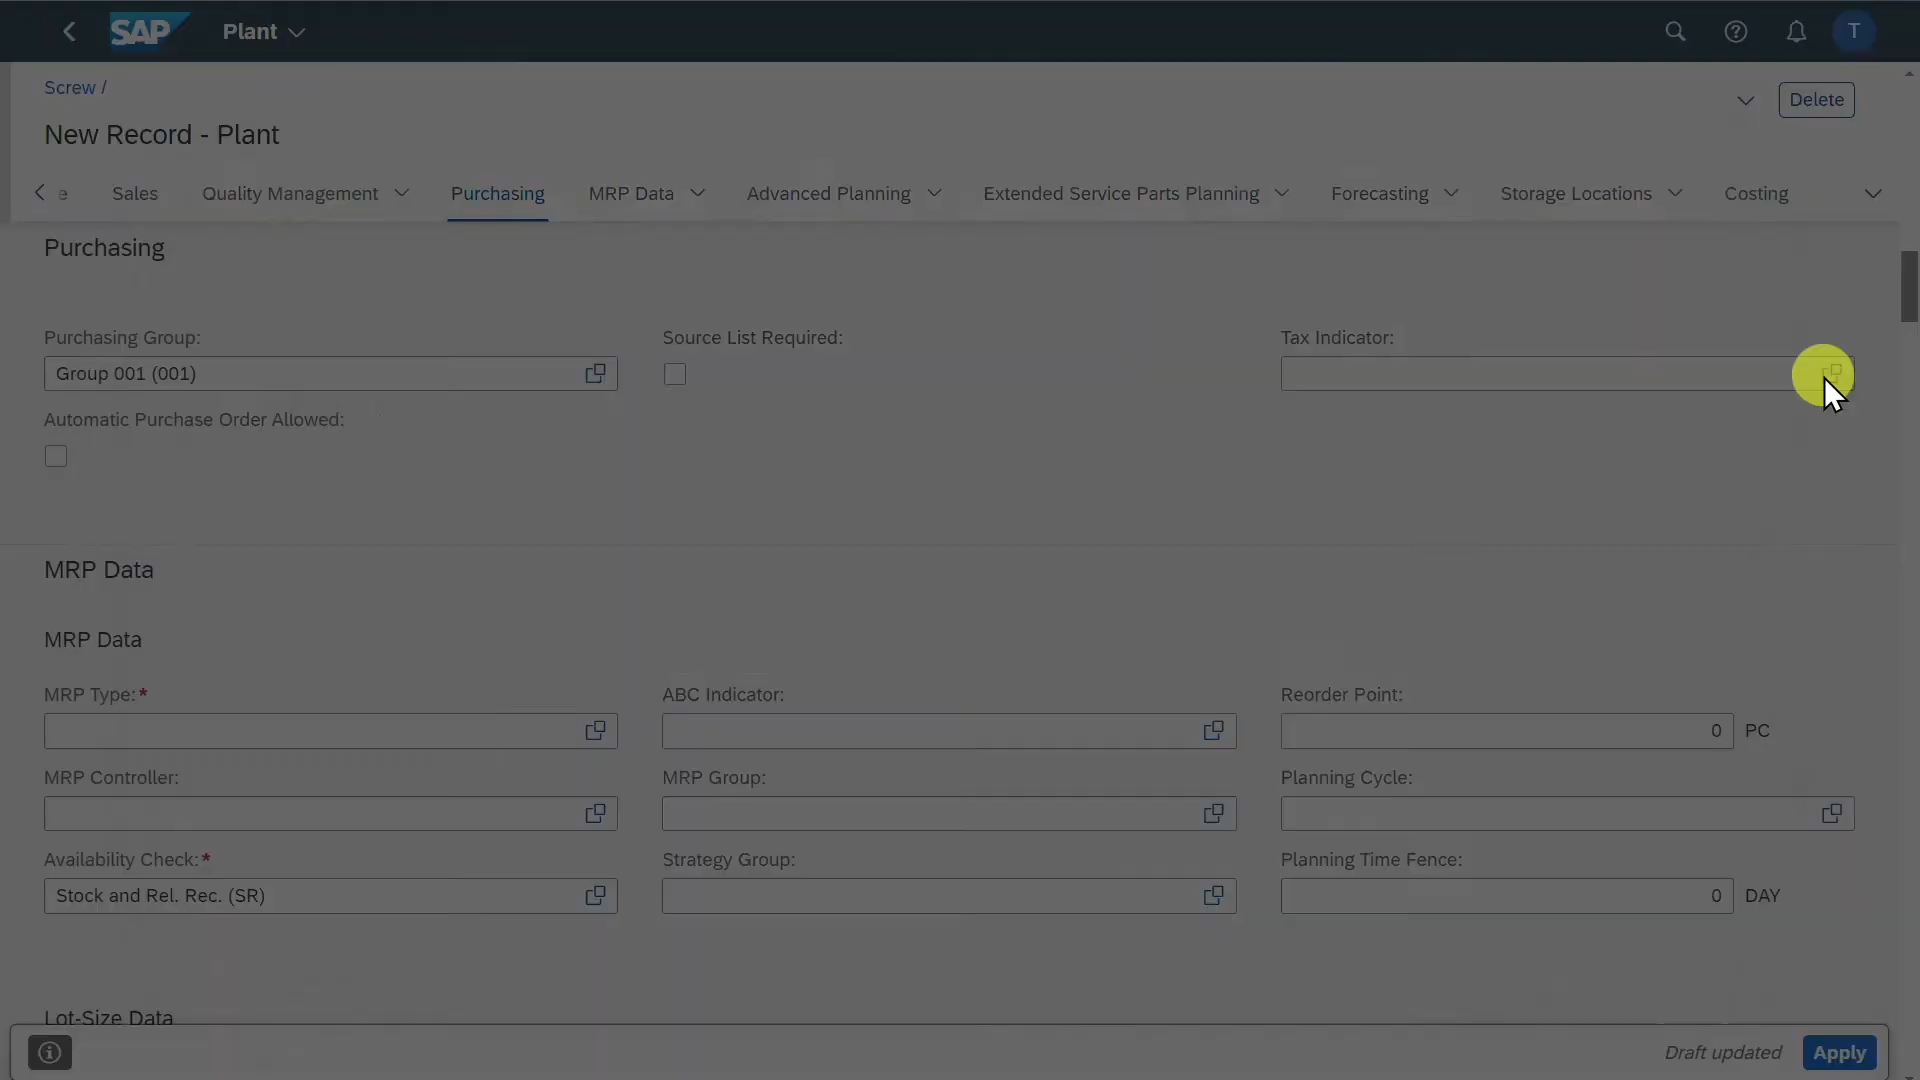 SAP Plant
T
Screw /
Delete
New Record - Plant
e Sales Quality Management Purchasing MRP Data Advanced Planning Extended Service Parts Planning Forecasting Storage Locations Costing
Purchasing
Purchasing Group: Source List Required: Tax Indicator:
Group 001 (001)
Automatic Purchase Order Allowed:
MRP Data
MRP Data
MRP Type:* ABC Indicator: Reorder Point:
0 PC
MRP Controller: MRP Group: Planning Cycle:
Availability Check:* Strategy Group: Planning Time Fence:
Stock and Rel. Rec. (SR) 0 DAY
Lot-Size Data
Draft updated Apply